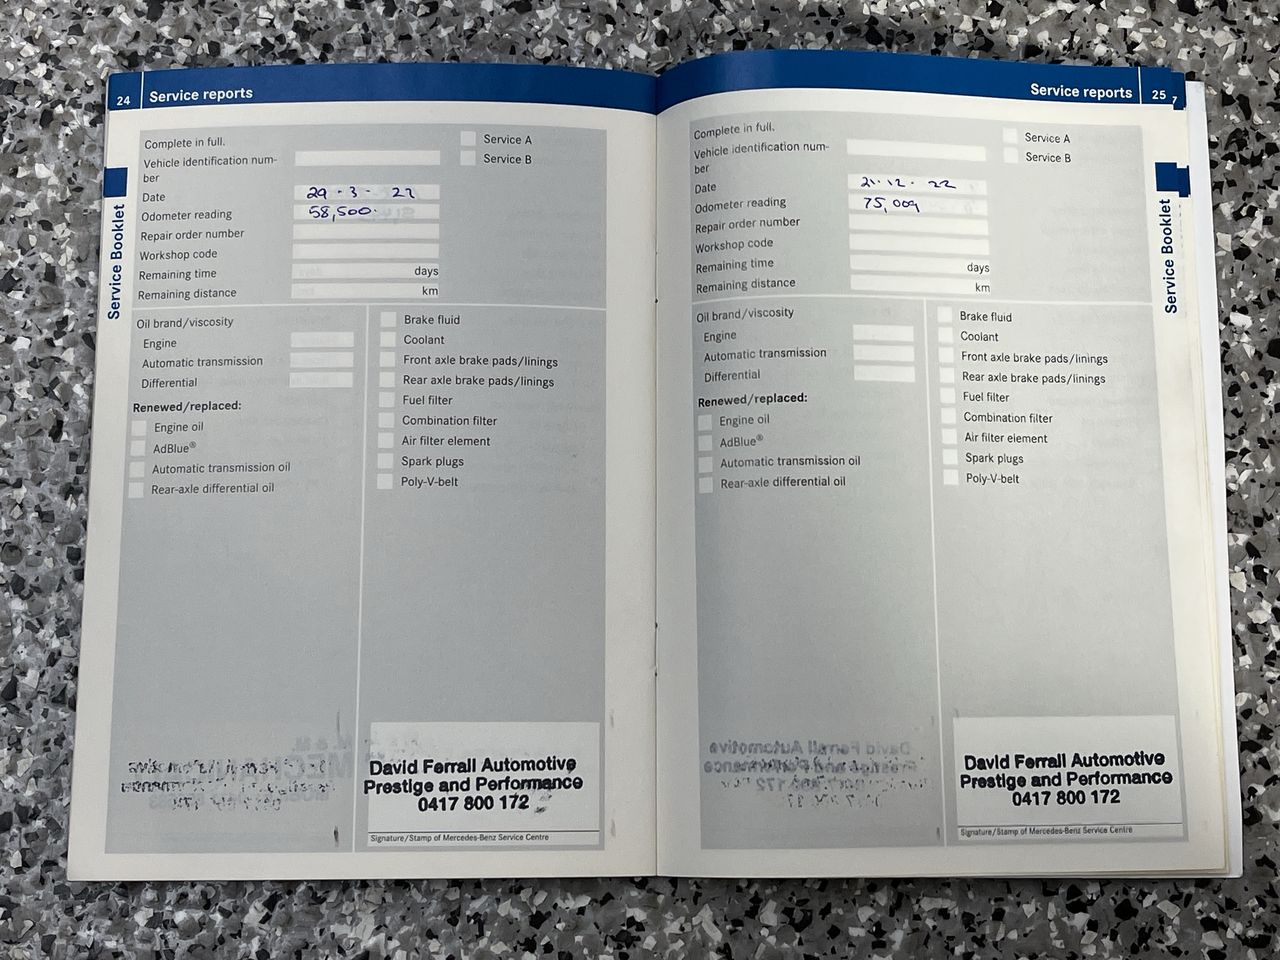 24 Service reports
Complete in full.
Vehicle identification num-
ber
Date 29 · 3 · 22
Odometer reading 58,500
Repair order number
Workshop code
Remaining time days
Remaining distance km
Service A
Service B
Oil brand/viscosity
Engine
Automatic transmission
Differential
Renewed/replaced:
Engine oil
AdBlue®
Automatic transmission oil
Rear-axle differential oil
Brake fluid
Coolant
Front axle brake pads/linings
Rear axle brake pads/linings
Fuel filter
Combination filter
Air filter element
Spark plugs
Poly-V-belt
David Ferrall Automotive
Prestige and Performance
0417 800 172
Signature/Stamp of Mercedes-Benz Service Centre
Service Booklet
Service reports 25
7
Complete in full.
Vehicle identification num-
ber
Date 21·12·22
Odometer reading 75,009
Repair order number
Workshop code
Remaining time days
Remaining distance km
Service A
Service B
Oil brand/viscosity
Engine
Automatic transmission
Differential
Renewed/replaced:
Engine oil
AdBlue®
Automatic transmission oil
Rear-axle differential oil
Brake fluid
Coolant
Front axle brake pads/linings
Rear axle brake pads/linings
Fuel filter
Combination filter
Air filter element
Spark plugs
Poly-V-belt
David Ferrall Automotive
Prestige and Performance
0417 800 172
Signature/Stamp of Mercedes-Benz Service Centre
Service Booklet